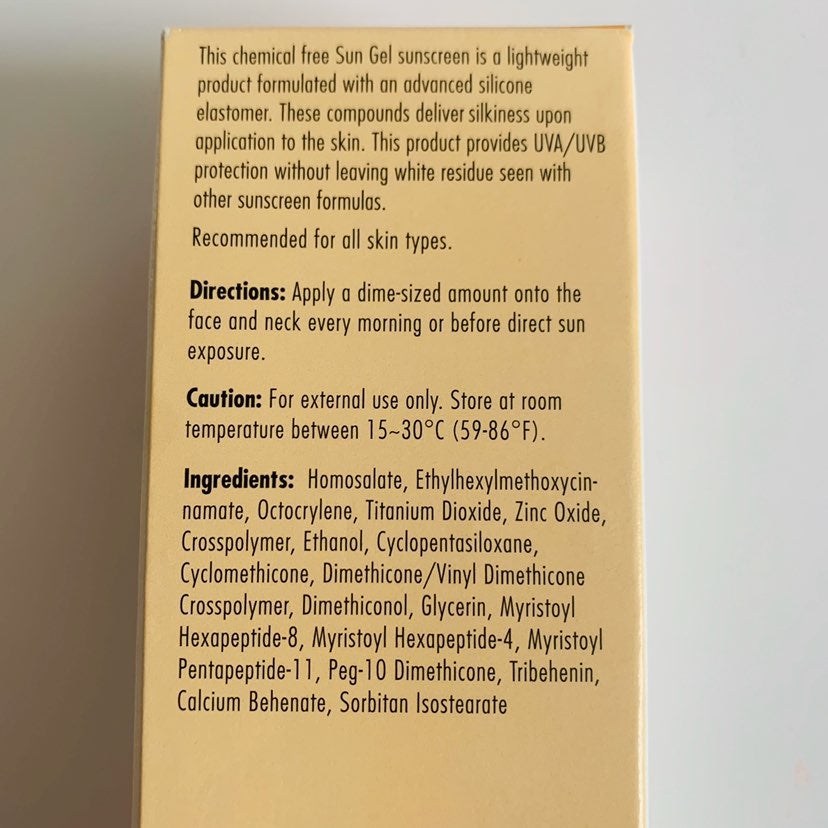 This chemical free Sun Gel sunscreen is a lightweight
product formulated with an advanced silicone
elastomer. These compounds deliver silkiness upon
application to the skin. This product provides UVA/UVB
protection without leaving white residue seen with
other sunscreen formulas.
Recommended for all skin types.
Directions: Apply a dime-sized amount onto the
face and neck every morning or before direct sun
exposure.
Caution: For external use only. Store at room
temperature between 15~30°C (59-86°F).
Ingredients: Homosalate, Ethylhexylmethoxycin-
namate, Octocrylene, Titanium Dioxide, Zinc Oxide,
Crosspolymer, Ethanol, Cyclopentasiloxane,
Cyclomethicone, Dimethicone/Vinyl Dimethicone
Crosspolymer, Dimethiconol, Glycerin, Myristoyl
Hexapeptide-8, Myristoyl Hexapeptide-4, Myristoyl
Pentapeptide-11, Peg-10 Dimethicone, Tribehenin,
Calcium Behenate, Sorbitan Isostearate